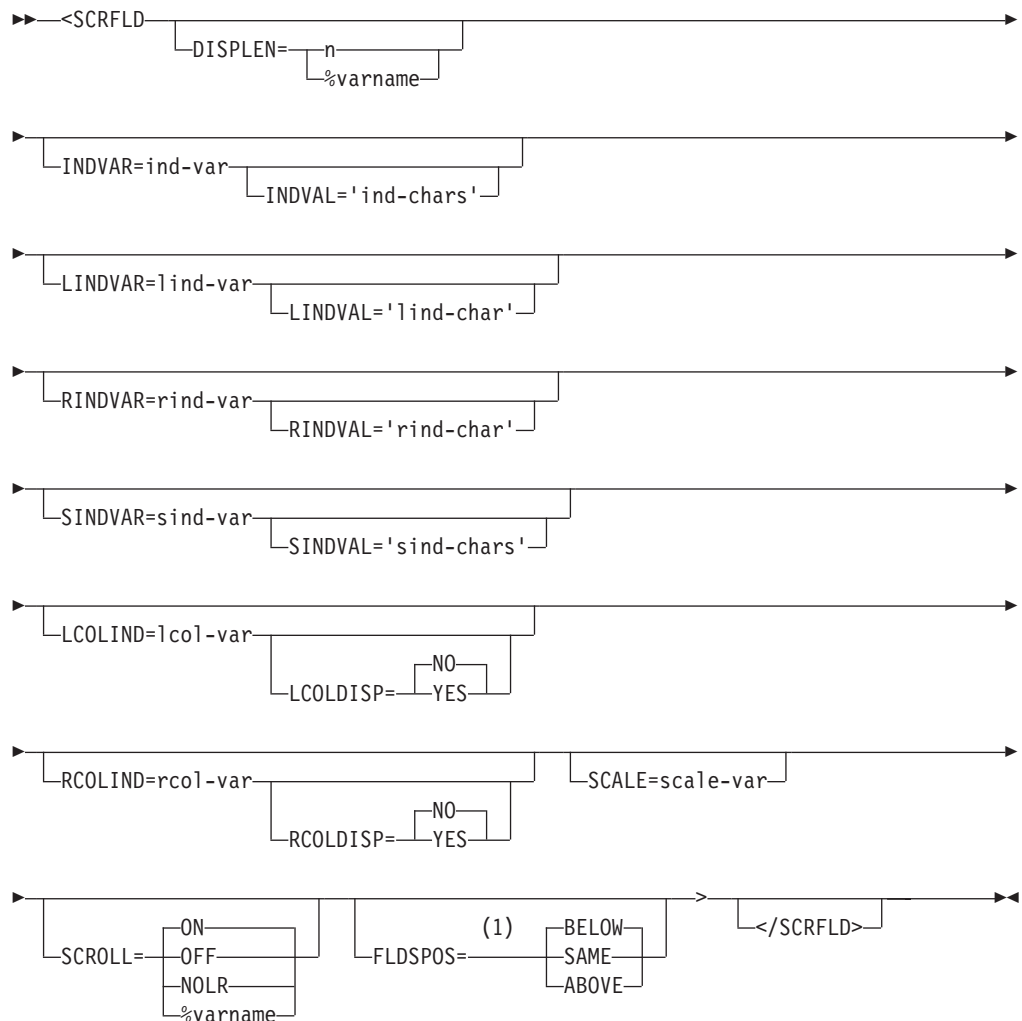 <SCRFLD
DISPLEN= n
%varname
INDVAR=ind-var
INDVAL='ind-chars'
LINDVAR=lind-var
LINDVAL='lind-char'
RINDVAR=rind-var
RINDVAL='rind-char'
SINDVAR=sind-var
SINDVAL='sind-chars'
LCOLIND=lcol-var
NO
LCOLDISP= YES
RCOLIND=rcol-var SCALE=scale-var
NO
RCOLDISP= YES
>
ON (1) BELOW </SCRFLD>
SCROLL= OFF FLDSPOS= SAME
NOLR ABOVE
%varname